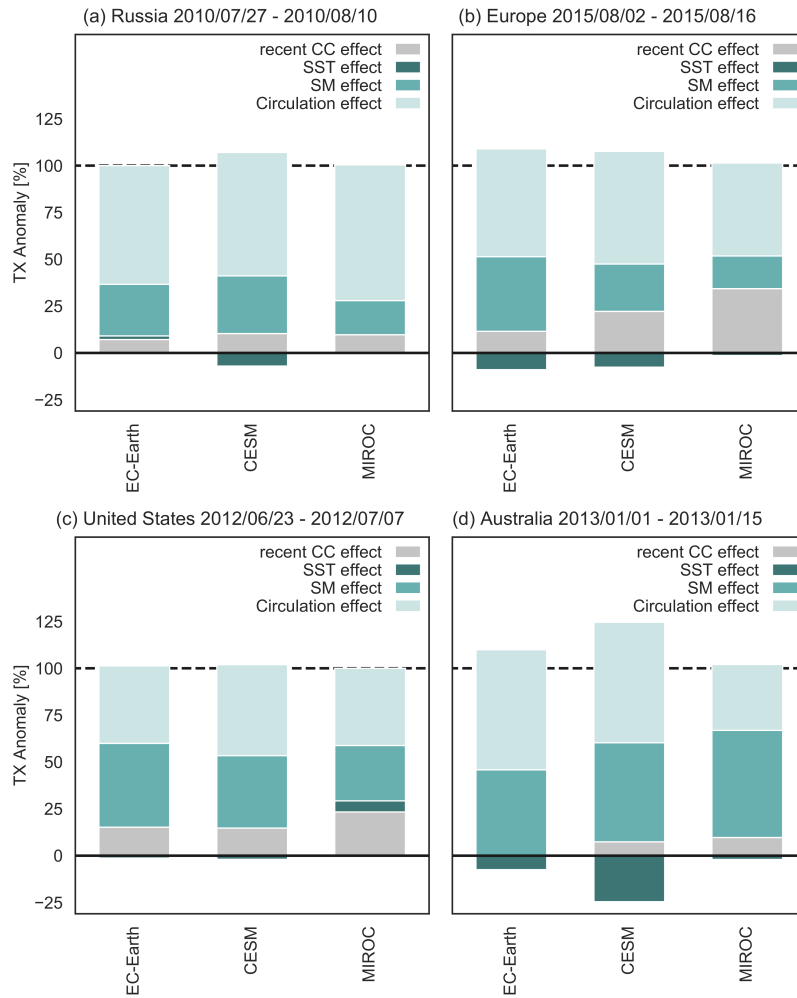 (a) Russia 2010/07/27 - 2010/08/10
recent CC effect
SST effect
SM effect
Circulation effect
TX Anomaly [%]
125
100
75
50
25
0
−25
EC-Earth
CESM
MIROC
(b) Europe 2015/08/02 - 2015/08/16
recent CC effect
SST effect
SM effect
Circulation effect
EC-Earth
CESM
MIROC
(c) United States 2012/06/23 - 2012/07/07
recent CC effect
SST effect
SM effect
Circulation effect
TX Anomaly [%]
125
100
75
50
25
0
−25
EC-Earth
CESM
MIROC
(d) Australia 2013/01/01 - 2013/01/15
recent CC effect
SST effect
SM effect
Circulation effect
EC-Earth
CESM
MIROC